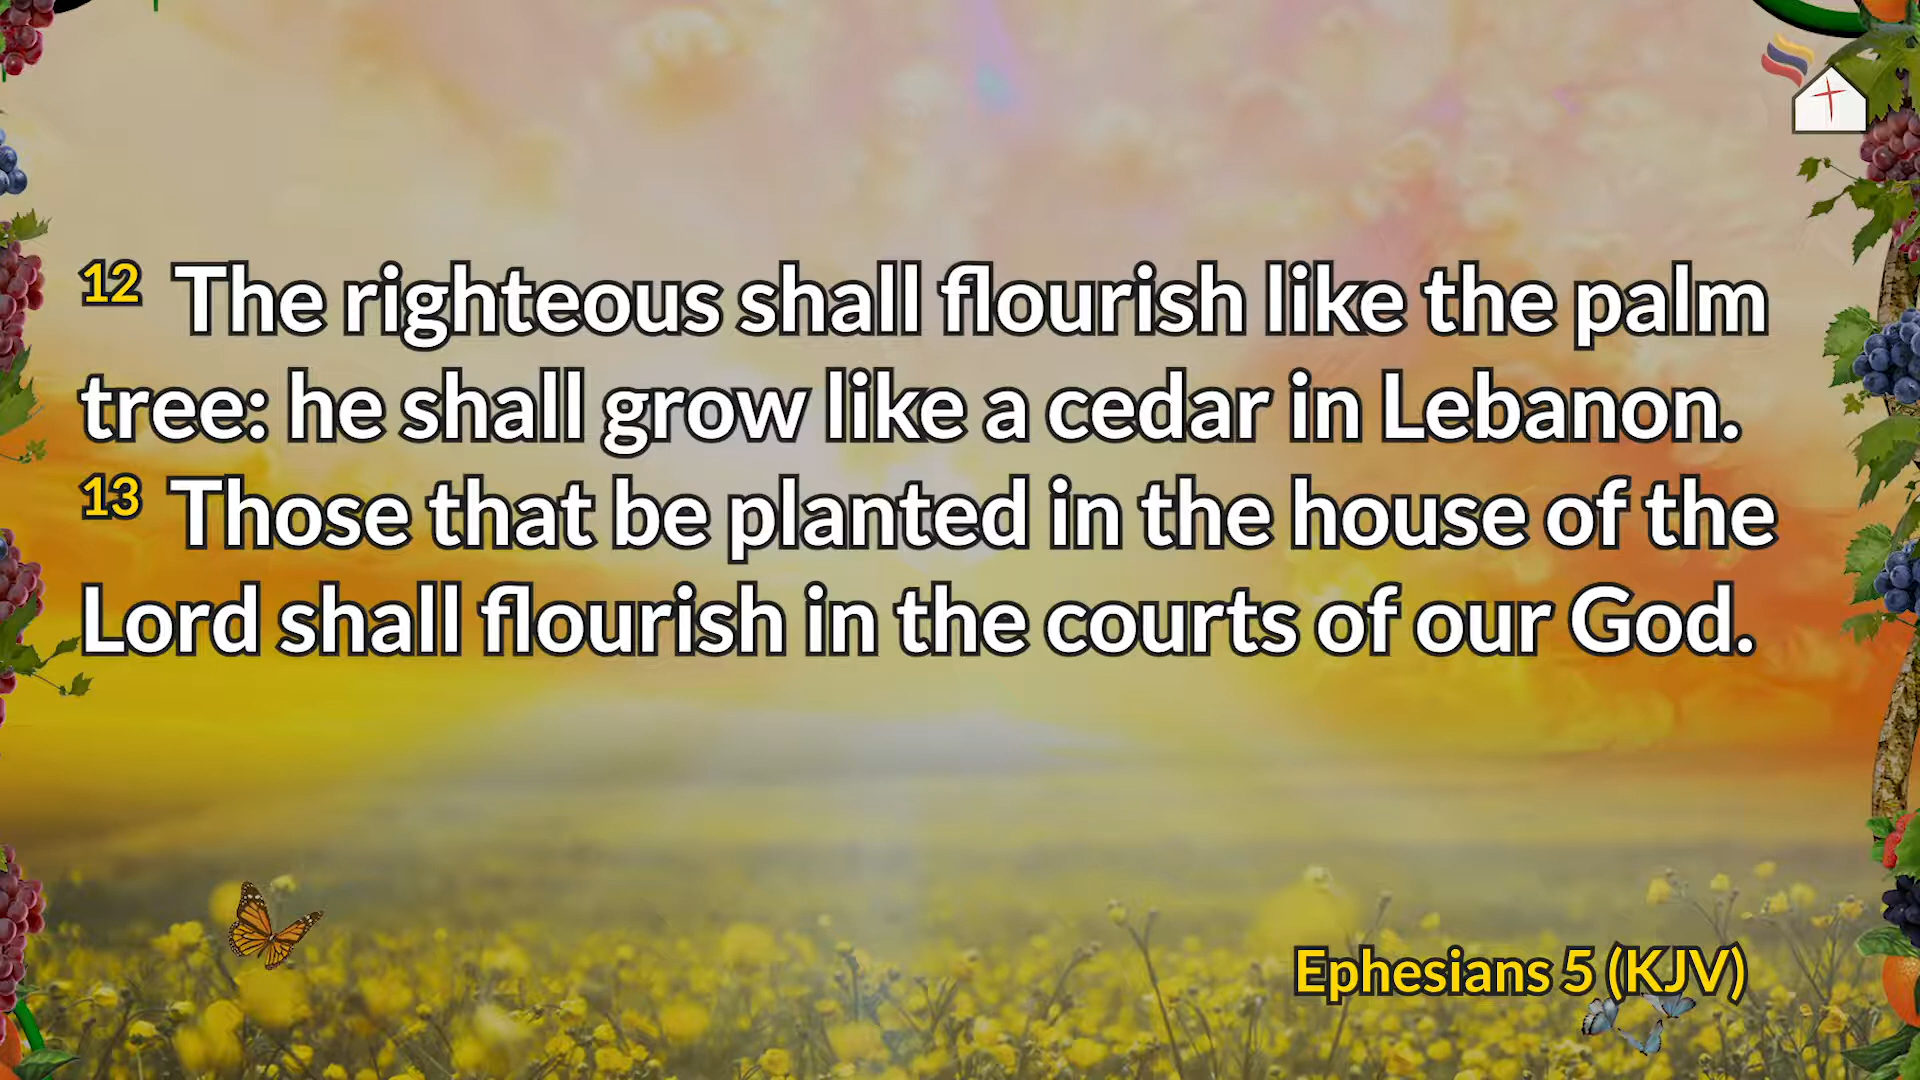 12 The righteous shall flourish like the palm
tree: he shall grow like a cedar in Lebanon.
13 Those that be planted in the house of the
Lord shall flourish in the courts of our God.
Ephesians 5 (KJV)